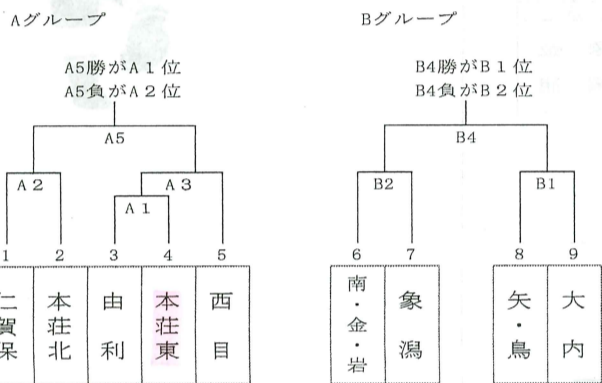 Aグループ
A5勝がA1位
A5負がA2位
A5
A2
A3
A1
1
2
3
4
5
仁賀保
本荘北
由利
本荘東
西目
Bグループ
B4勝がB1位
B4負がB2位
B4
B2
B1
6
7
8
9
南・金・岩
象潟
矢・鳥
大内